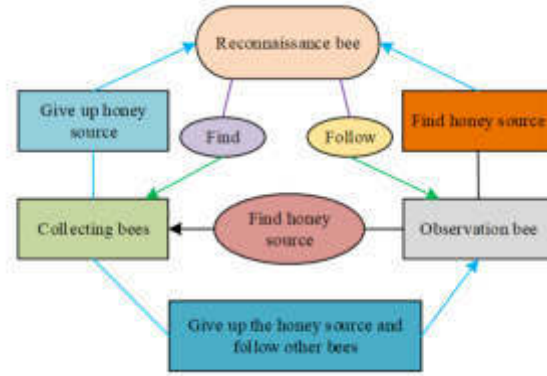 Reconnaissance bee
Give up honey
source
Find
Follow
Find honey source
Collecting bees
Find honey
source
Observation bee
Give up the honey source and
follow other bees